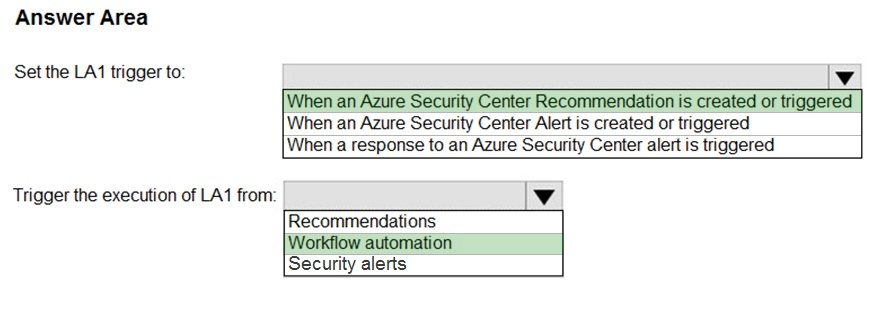 Answer Area
Set the LA1 trigger to:
When an Azure Security Center Recommendation is created or triggered
When an Azure Security Center Alert is created or triggered
When a response to an Azure Security Center alert is triggered
Trigger the execution of LA1 from:
Recommendations
Workflow automation
Security alerts